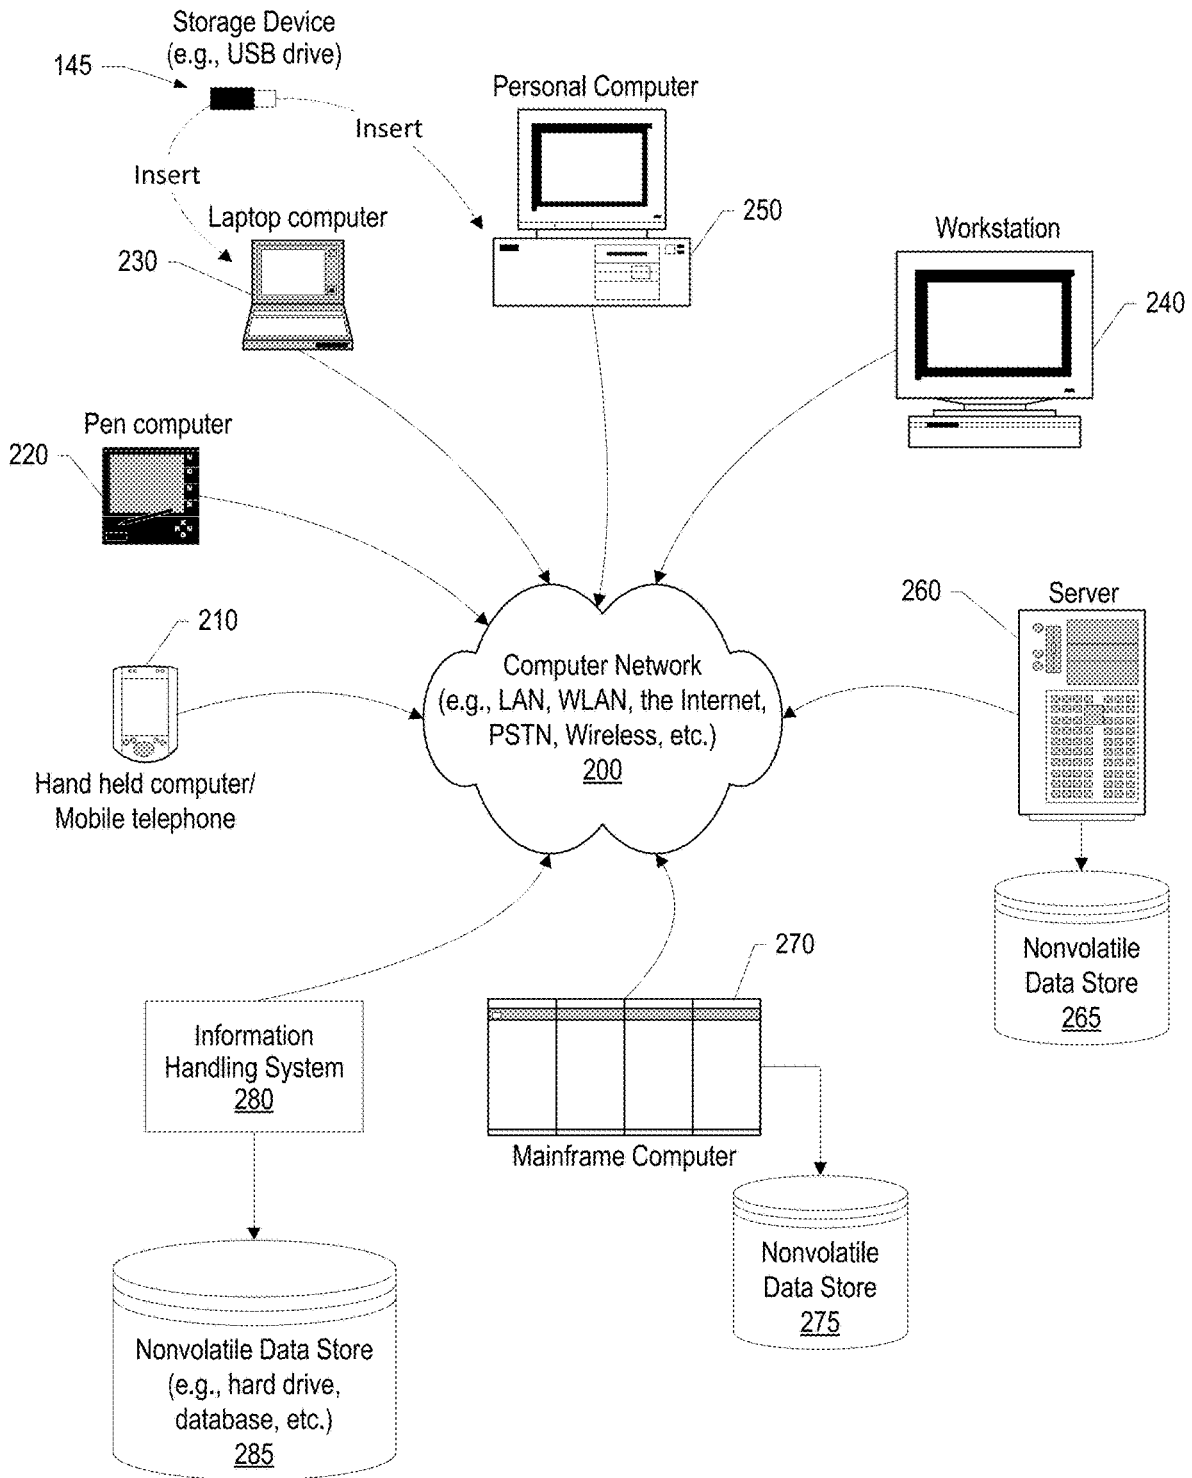 Storage Device
(e.g., USB drive)
145
Insert
Insert
Personal Computer
250
Laptop computer
230
Workstation
240
Pen computer
220
210
Hand held computer/
Mobile telephone
Computer Network
(e.g., LAN, WLAN, the Internet,
PSTN, Wireless, etc.)
200
260
Server
Nonvolatile
Data Store
265
270
Mainframe Computer
Information
Handling System
280
Nonvolatile
Data Store
275
Nonvolatile Data Store
(e.g., hard drive,
database, etc.)
285